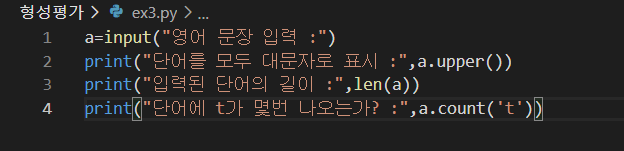 형성평가 > ex3.py > ...
1 a=input("영어 문장 입력 :")
2 print("단어를 모두 대문자로 표시 :",a.upper())
3 print("입력된 단어의 길이 :",len(a))
4 print("단어에 t가 몇번 나오는가? :",a.count('t'))